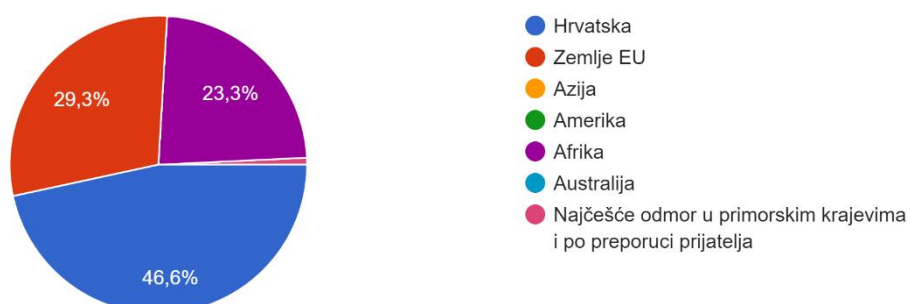 29,3%
23,3%
46,6%
Hrvatska
Zemlje EU
Azija
Amerika
Afrika
Australija
Najčešće odmor u primorskim krajevima
i po preporuci prijatelja